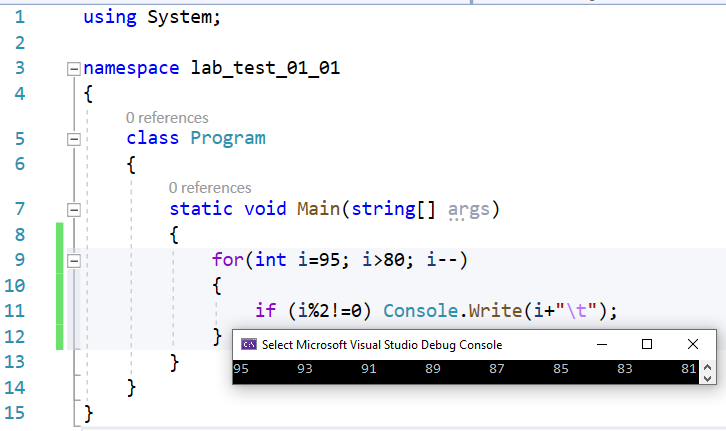 1 using System;
2
3 namespace lab_test_01_01
4 {
0 references
5 class Program
6 {
0 references
7 static void Main(string[] args)
8 {
9 for(int i=95; i>80; i--)
10 {
11 if (i%2!=0) Console.Write(i+"\t");
12 }
C:\ Select Microsoft Visual Studio Debug Console
95 93 91 89 87 85 83 81
13 }
14 }
15 }